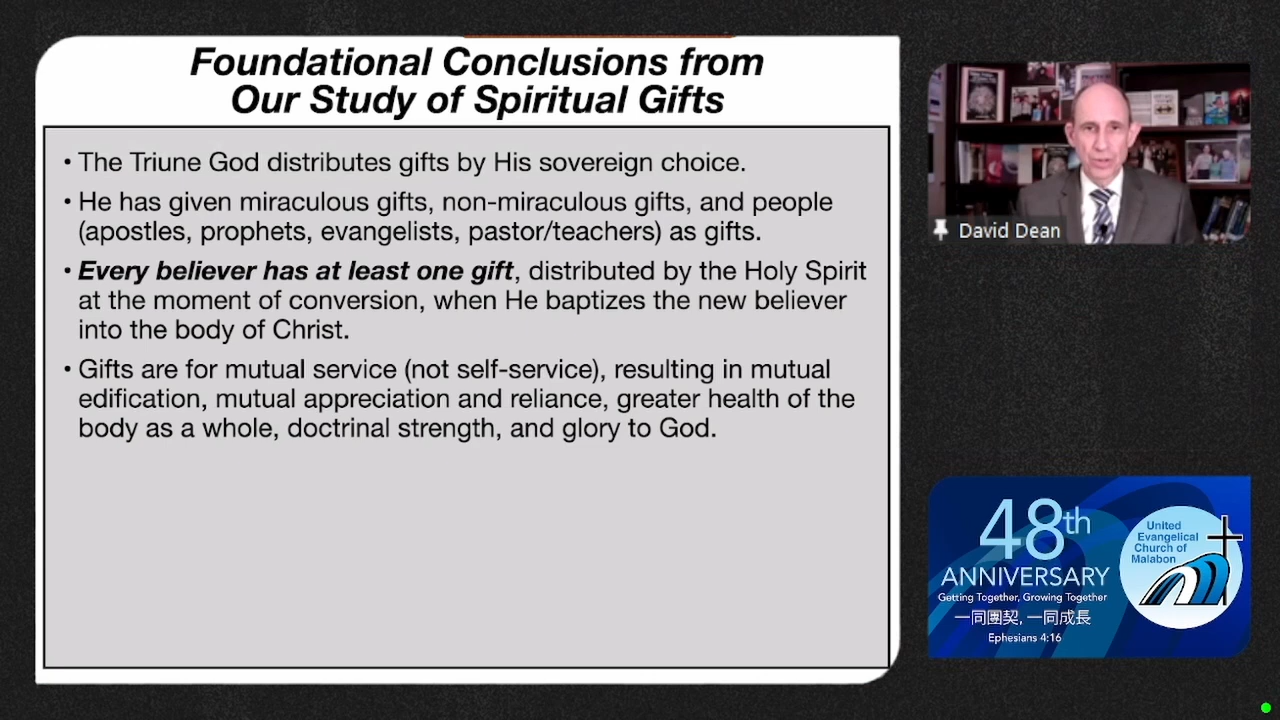 Foundational Conclusions from
Our Study of Spiritual Gifts
• The Triune God distributes gifts by His sovereign choice.
• He has given miraculous gifts, non-miraculous gifts, and people
(apostles, prophets, evangelists, pastor/teachers) as gifts.
• Every believer has at least one gift, distributed by the Holy Spirit
at the moment of conversion, when He baptizes the new believer
into the body of Christ.
• Gifts are for mutual service (not self-service), resulting in mutual
edification, mutual appreciation and reliance, greater health of the
body as a whole, doctrinal strength, and glory to God.
David Dean
48th
ANNIVERSARY
Getting Together, Growing Together
一同團契, 一同成長
Ephesians 4:16
United
Evangelical
Church of
Malabon